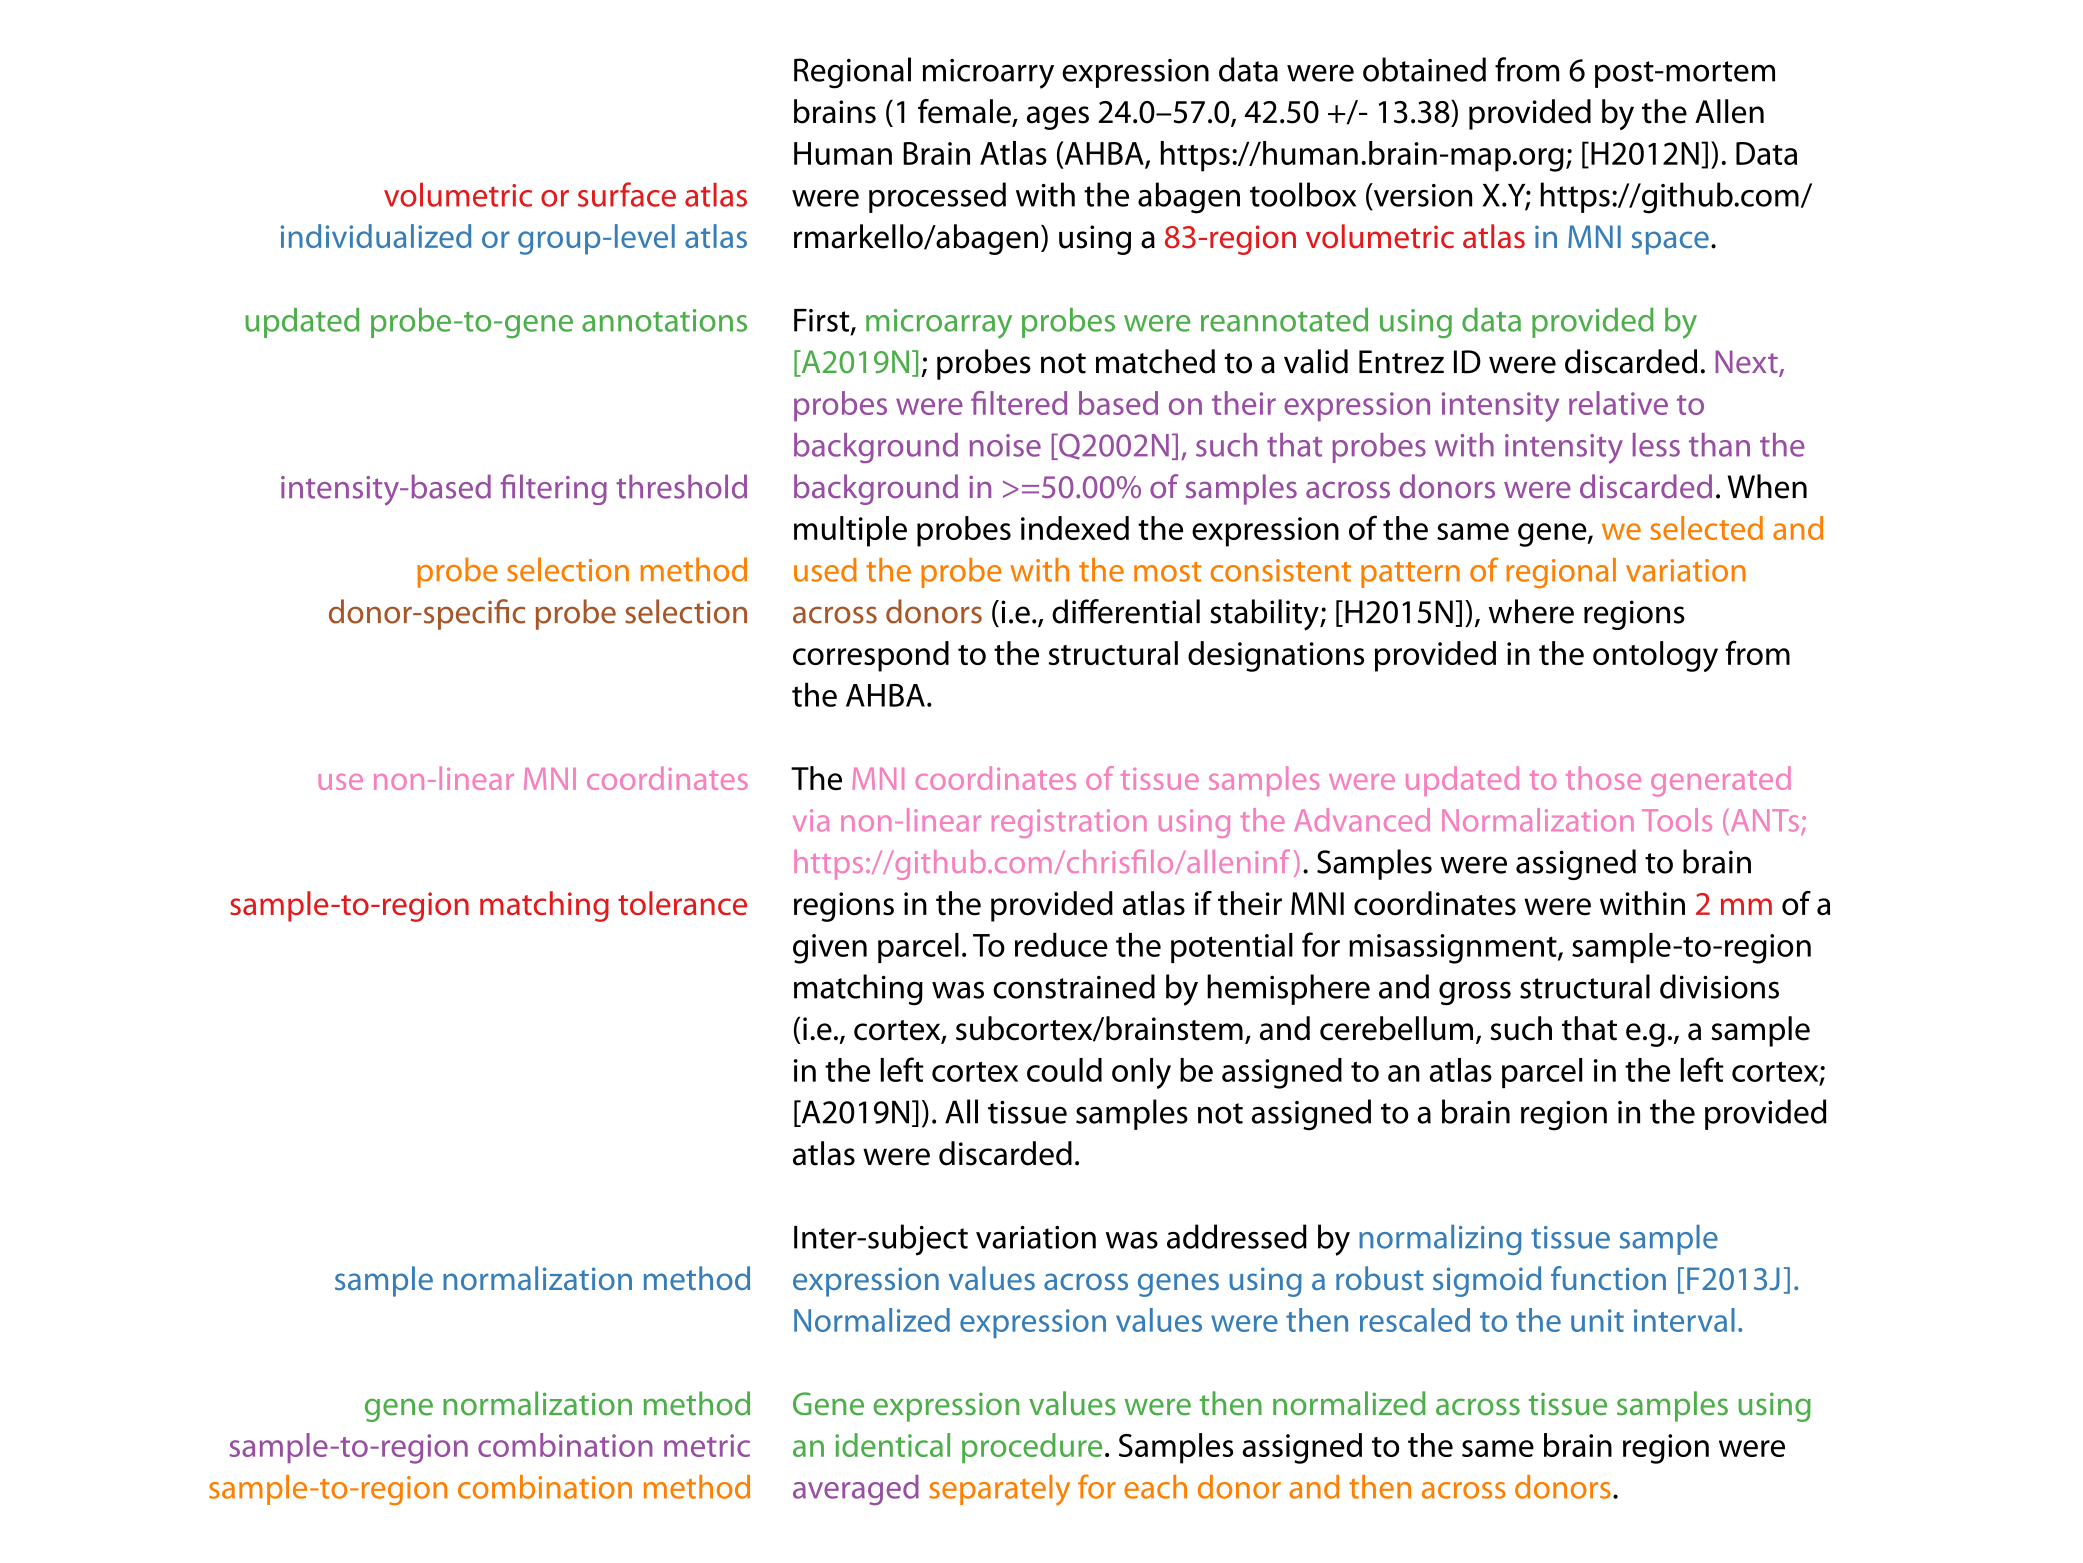 Regional microarry expression data were obtained from 6 post-mortem
brains (1 female, ages 24.0–57.0, 42.50 +/- 13.38) provided by the Allen
Human Brain Atlas (AHBA, https://human.brain-map.org; [H2012N]). Data
volumetric or surface atlas were processed with the abagen toolbox (version X.Y; https://github.com/
individualized or group-level atlas rmarkello/abagen) using a 83-region volumetric atlas in MNI space.
updated probe-to-gene annotations First, microarray probes were reannotated using data provided by
[A2019N]; probes not matched to a valid Entrez ID were discarded. Next,
probes were filtered based on their expression intensity relative to
background noise [Q2002N], such that probes with intensity less than the
intensity-based filtering threshold background in >=50.00% of samples across donors were discarded. When
multiple probes indexed the expression of the same gene, we selected and
probe selection method used the probe with the most consistent pattern of regional variation
donor-specific probe selection across donors (i.e., differential stability; [H2015N]), where regions
correspond to the structural designations provided in the ontology from
the AHBA.
use non-linear MNI coordinates The MNI coordinates of tissue samples were updated to those generated
via non-linear registration using the Advanced Normalization Tools (ANTs;
https://github.com/chrisfilo/alleninf). Samples were assigned to brain
sample-to-region matching tolerance regions in the provided atlas if their MNI coordinates were within 2 mm of a
given parcel. To reduce the potential for misassignment, sample-to-region
matching was constrained by hemisphere and gross structural divisions
(i.e., cortex, subcortex/brainstem, and cerebellum, such that e.g., a sample
in the left cortex could only be assigned to an atlas parcel in the left cortex;
[A2019N]). All tissue samples not assigned to a brain region in the provided
atlas were discarded.
Inter-subject variation was addressed by normalizing tissue sample
sample normalization method expression values across genes using a robust sigmoid function [F2013J].
Normalized expression values were then rescaled to the unit interval.
gene normalization method Gene expression values were then normalized across tissue samples using
sample-to-region combination metric an identical procedure. Samples assigned to the same brain region were
sample-to-region combination method averaged separately for each donor and then across donors.